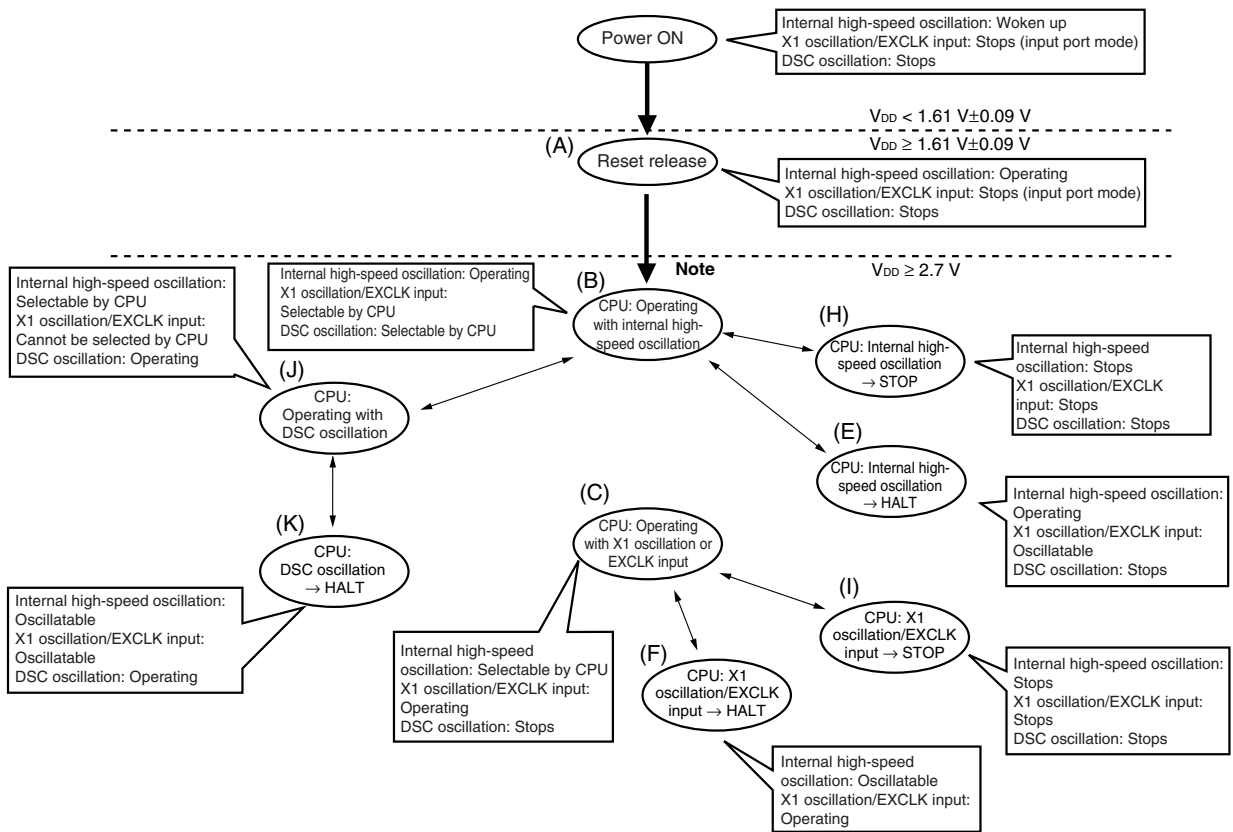 Power ON
Internal high-speed oscillation: Woken up
X1 oscillation/EXCLK input: Stops (input port mode)
DSC oscillation: Stops
VDD < 1.61 V±0.09 V
VDD ≥ 1.61 V±0.09 V
(A)
Reset release
Internal high-speed oscillation: Operating
X1 oscillation/EXCLK input: Stops (input port mode)
DSC oscillation: Stops
Note
VDD ≥ 2.7 V
Internal high-speed oscillation:
Selectable by CPU
X1 oscillation/EXCLK input:
Cannot be selected by CPU
DSC oscillation: Operating
Internal high-speed oscillation: Operating
X1 oscillation/EXCLK input:
Selectable by CPU
DSC oscillation: Selectable by CPU
(B)
CPU: Operating
with internal high-
speed oscillation
(H)
CPU: Internal high-
speed oscillation
→ STOP
Internal high-speed
oscillation: Stops
X1 oscillation/EXCLK
input: Stops
DSC oscillation: Stops
(J)
CPU:
Operating with
DSC oscillation
(E)
CPU: Internal high-
speed oscillation
→ HALT
Internal high-speed oscillation:
Operating
X1 oscillation/EXCLK input:
Oscillatable
DSC oscillation: Stops
(C)
CPU: Operating
with X1 oscillation or
EXCLK input
(K)
CPU:
DSC oscillation
→ HALT
Internal high-speed oscillation:
Oscillatable
X1 oscillation/EXCLK input:
Oscillatable
DSC oscillation: Operating
(I)
CPU: X1
oscillation/EXCLK
input → STOP
Internal high-speed
oscillation: Selectable by CPU
X1 oscillation/EXCLK input:
Operating
DSC oscillation: Stops
(F)
CPU: X1
oscillation/EXCLK
input → HALT
Internal high-speed oscillation:
Stops
X1 oscillation/EXCLK input:
Stops
DSC oscillation: Stops
Internal high-speed
oscillation: Oscillatable
X1 oscillation/EXCLK input:
Operating